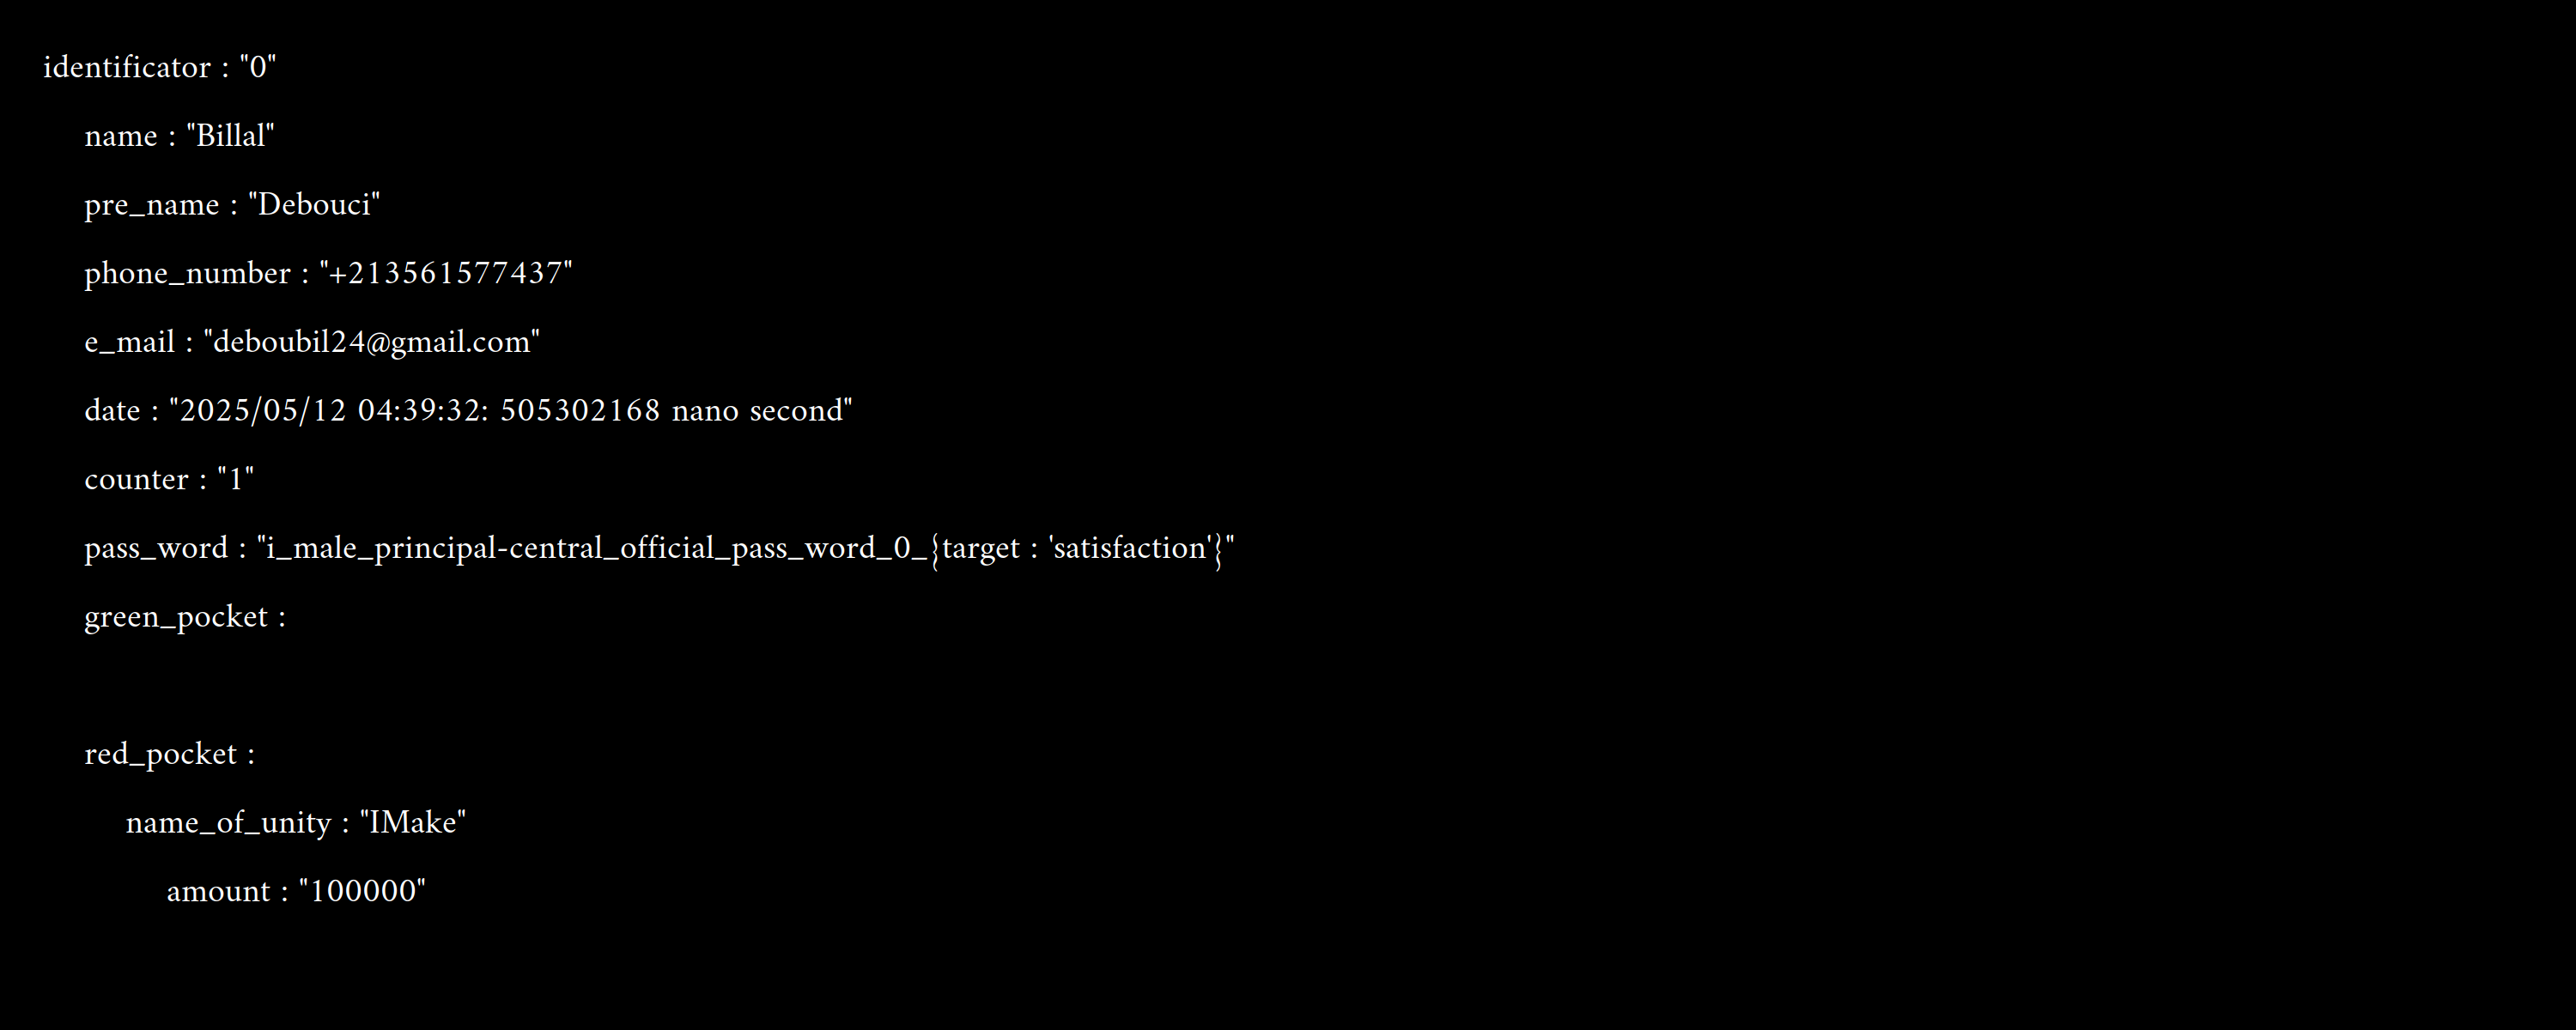 identificator : "0"
name : "Billal"
pre_name : "Debouci"
phone_number : "+213561577437"
e_mail : "deboubil24@gmail.com"
date : "2025/05/12 04:39:32: 505302168 nano second"
counter : "1"
pass_word : "i_male_principal-central_official_pass_word_0_{target : 'satisfaction'}"
green_pocket :
red_pocket :
name_of_unity : "IMake"
amount : "100000"